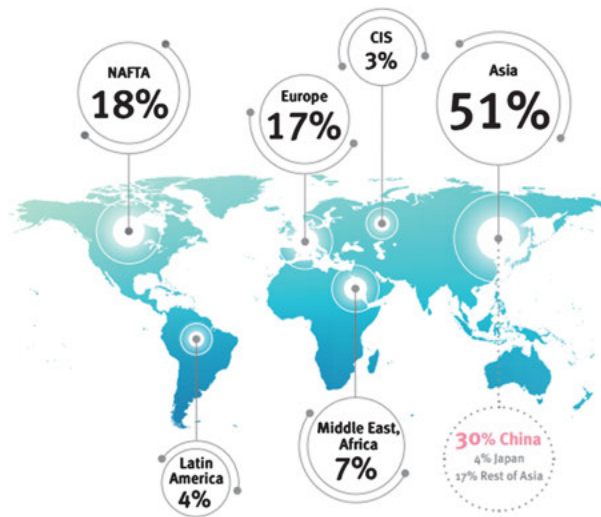 NAFTA
18%
Europe
17%
CIS
3%
Asia
51%
Latin
America
4%
Middle East,
Africa
7%
30% China
4% Japan
17% Rest of Asia